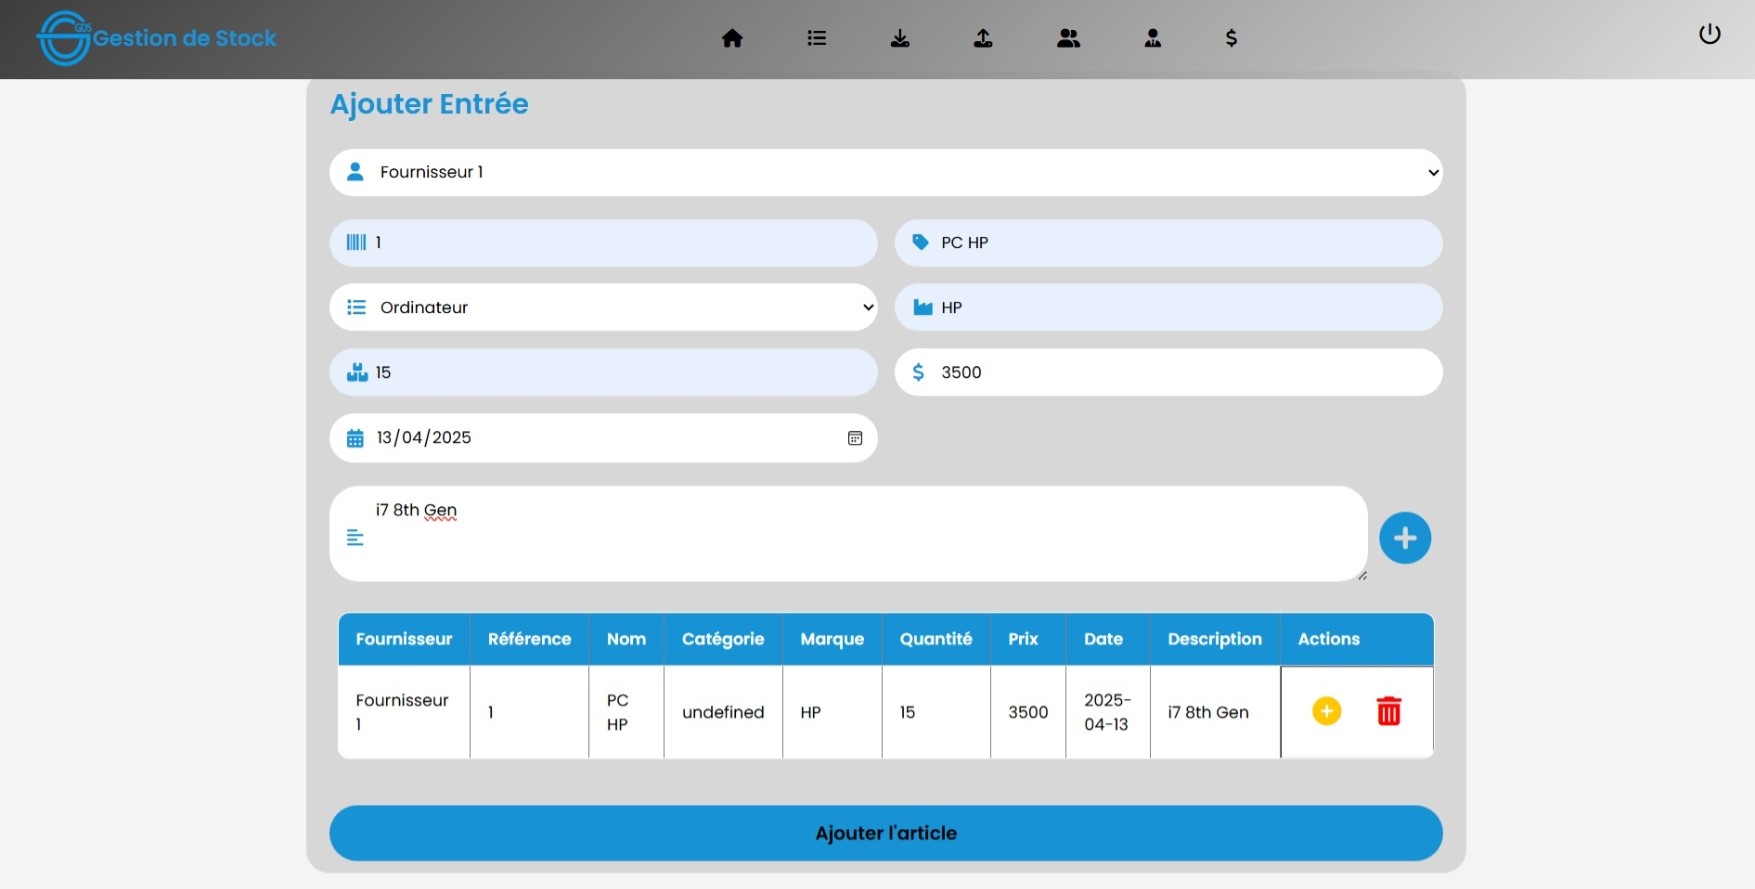 GDS
Gestion de Stock
Ajouter Entrée
Fournisseur 1
1
PC HP
Ordinateur
HP
15
$ 3500
13/04/2025
i7 8th Gen
Fournisseur Référence Nom Catégorie Marque Quantité Prix Date Description Actions
Fournisseur 1 1 PC HP undefined HP 15 3500 2025-04-13 i7 8th Gen
Ajouter l'article